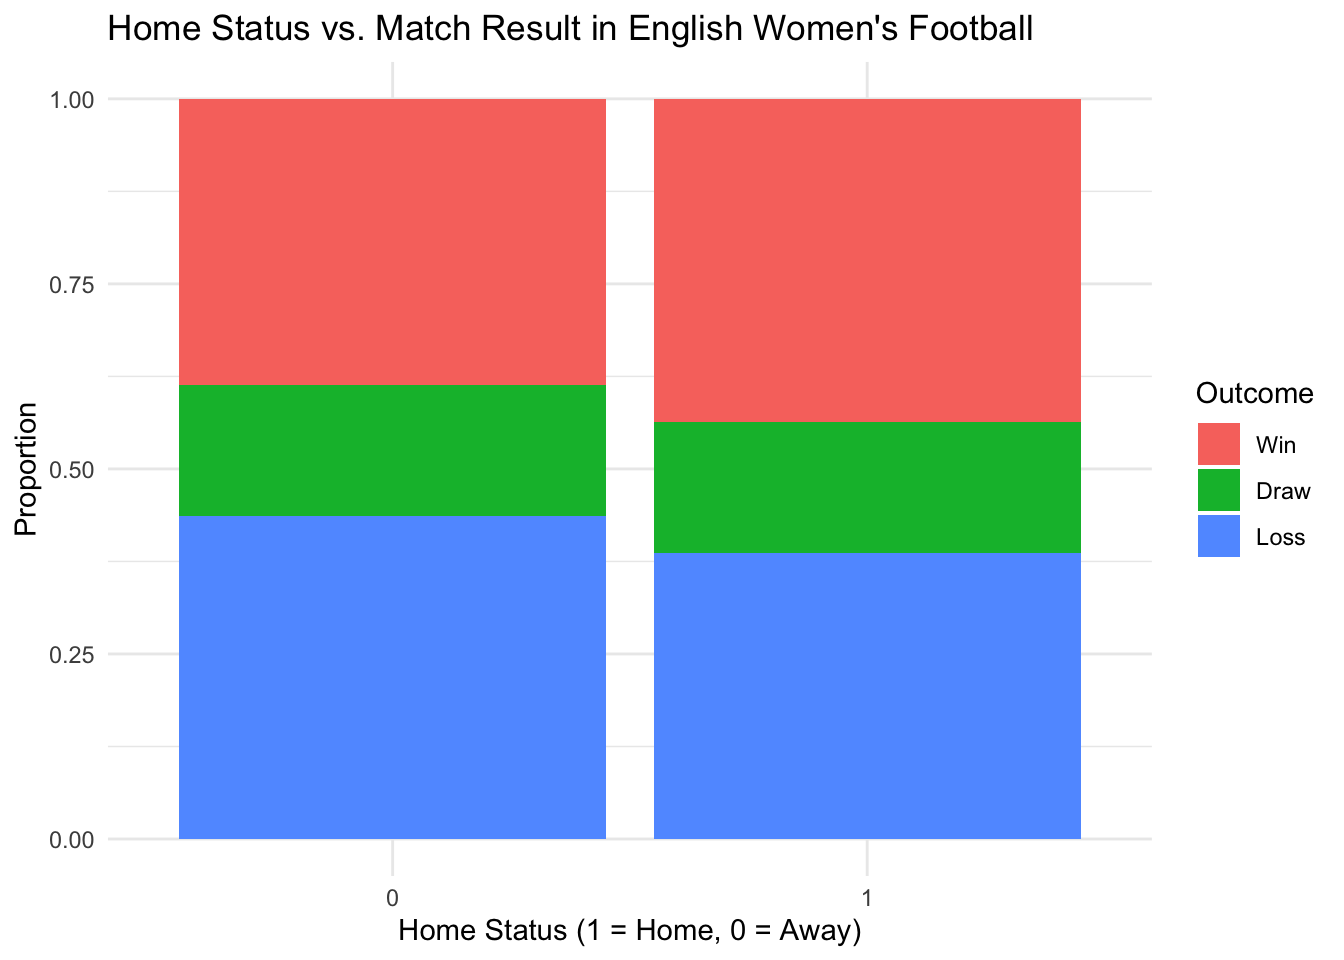 Home Status vs. Match Result in English Women's Football
1.00
0.75
0.50
0.25
0.00
Proportion
0
1
Home Status (1 = Home, 0 = Away)
Outcome
Win
Draw
Loss